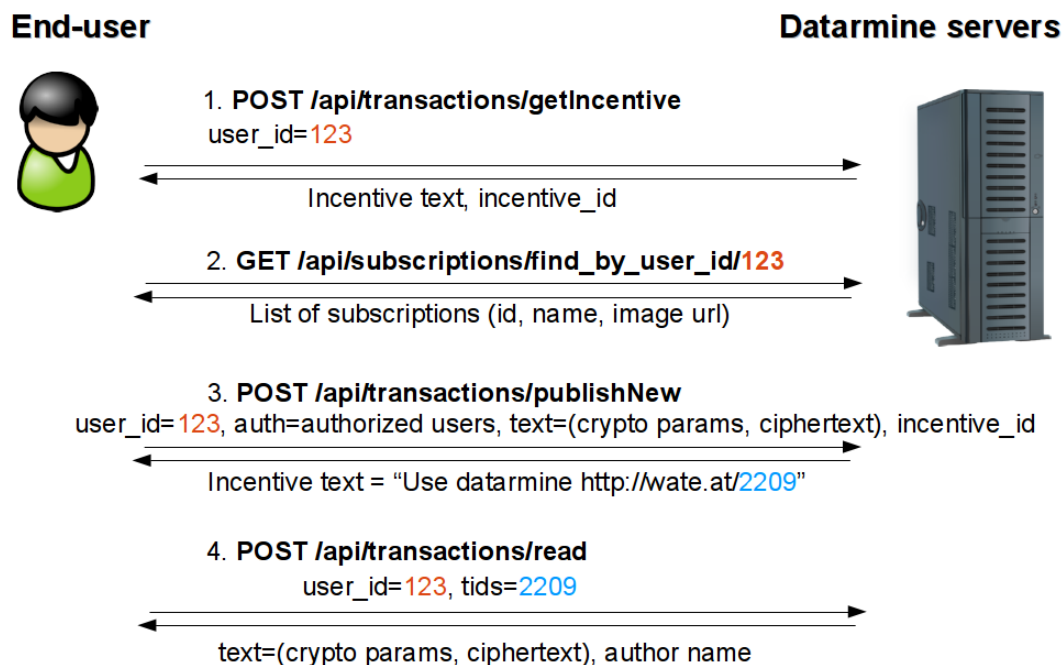 End-user
Datarmine servers
1. POST /api/transactions/getIncentive
user_id=123
Incentive text, incentive_id
2. GET /api/subscriptions/find_by_user_id/123
List of subscriptions (id, name, image url)
3. POST /api/transactions/publishNew
user_id=123, auth=authorized users, text=(crypto params, ciphertext), incentive_id
Incentive text = “Use datarmine http://wate.at/2209”
4. POST /api/transactions/read
user_id=123, tids=2209
text=(crypto params, ciphertext), author name